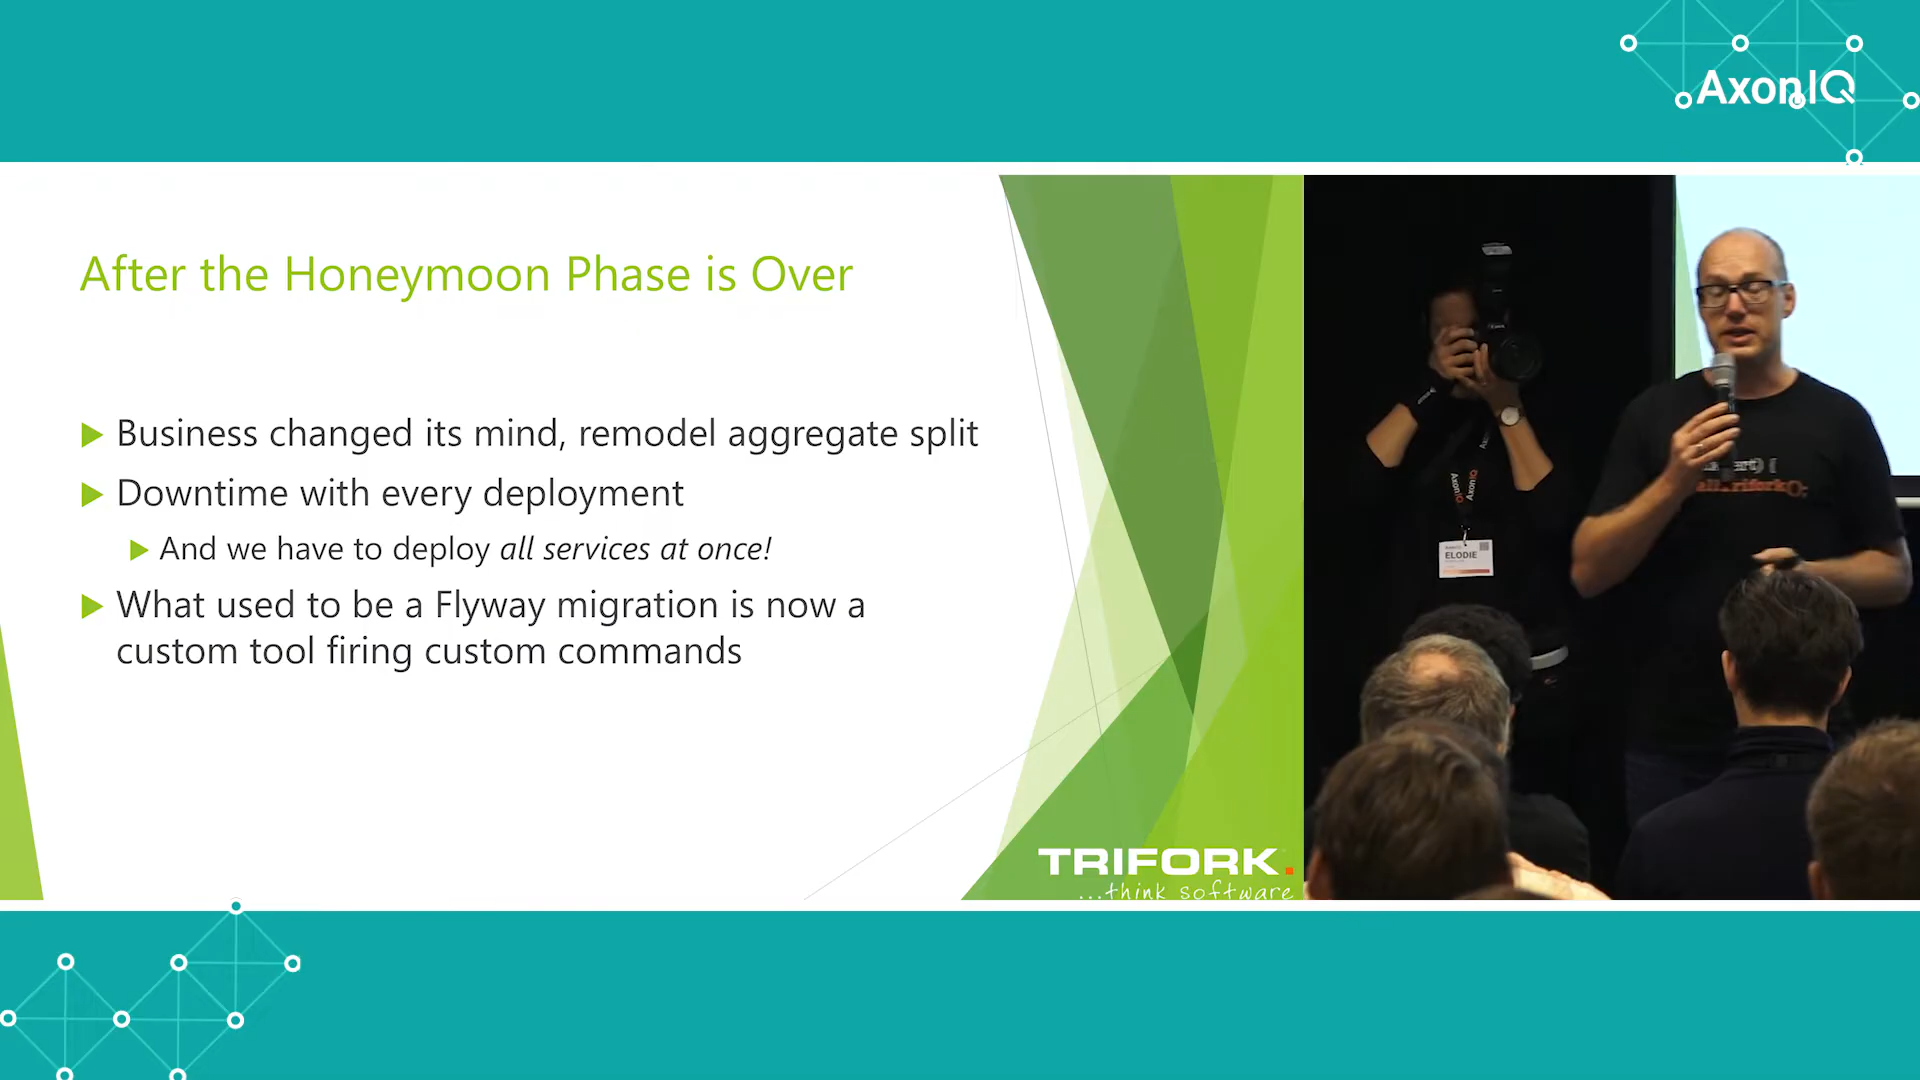 AxonIQ
After the Honeymoon Phase is Over
Business changed its mind, remodel aggregate split
Downtime with every deployment
And we have to deploy all services at once!
What used to be a Flyway migration is now a
custom tool firing custom commands
TRIFORK.
...think software
AxonIQ
AxonIQ
ELODIE